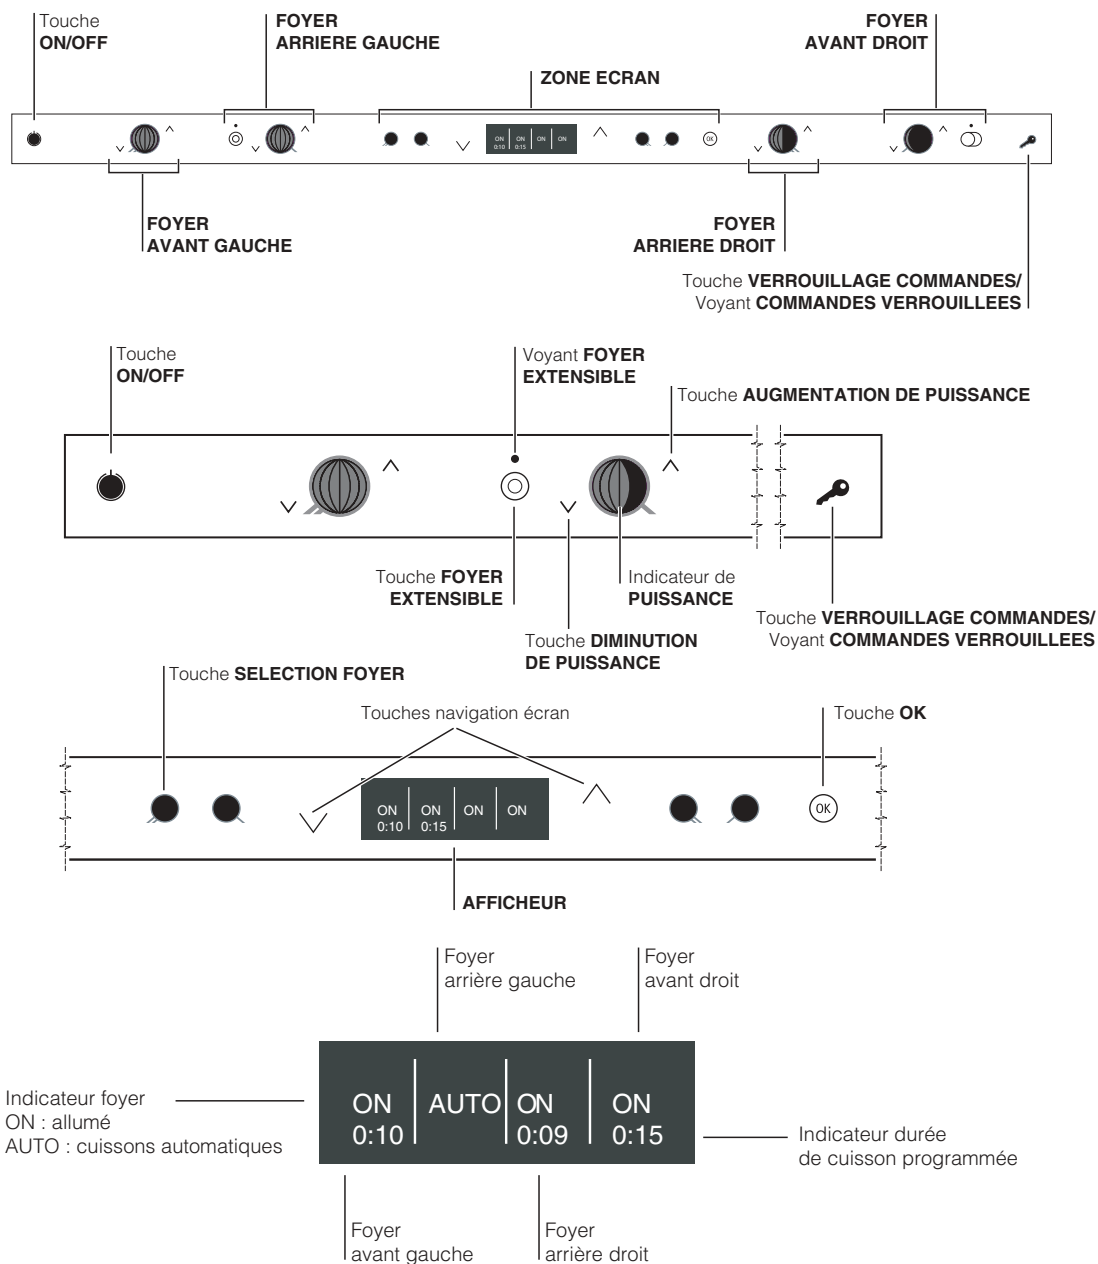 Touche
ON/OFF
FOYER
ARRIERE GAUCHE
ZONE ECRAN
FOYER
AVANT DROIT
ON ON ON ON
0:10 0:15
OK
FOYER
AVANT GAUCHE
FOYER
ARRIERE DROIT
Touche VERROUILLAGE COMMANDES/
Voyant COMMANDES VERROUILLEES
Touche
ON/OFF
Voyant FOYER
EXTENSIBLE
Touche AUGMENTATION DE PUISSANCE
Touche FOYER
EXTENSIBLE
Indicateur de
PUISSANCE
Touche DIMINUTION
DE PUISSANCE
Touche VERROUILLAGE COMMANDES/
Voyant COMMANDES VERROUILLEES
Touche SELECTION FOYER
Touches navigation écran
Touche OK
ON ON ON ON
0:10 0:15
OK
AFFICHEUR
Foyer
arrière gauche
Foyer
avant droit
Indicateur foyer
ON : allumé
AUTO : cuissons automatiques
ON AUTO ON ON
0:10 0:09 0:15
Indicateur durée
de cuisson programmée
Foyer
avant gauche
Foyer
arrière droit